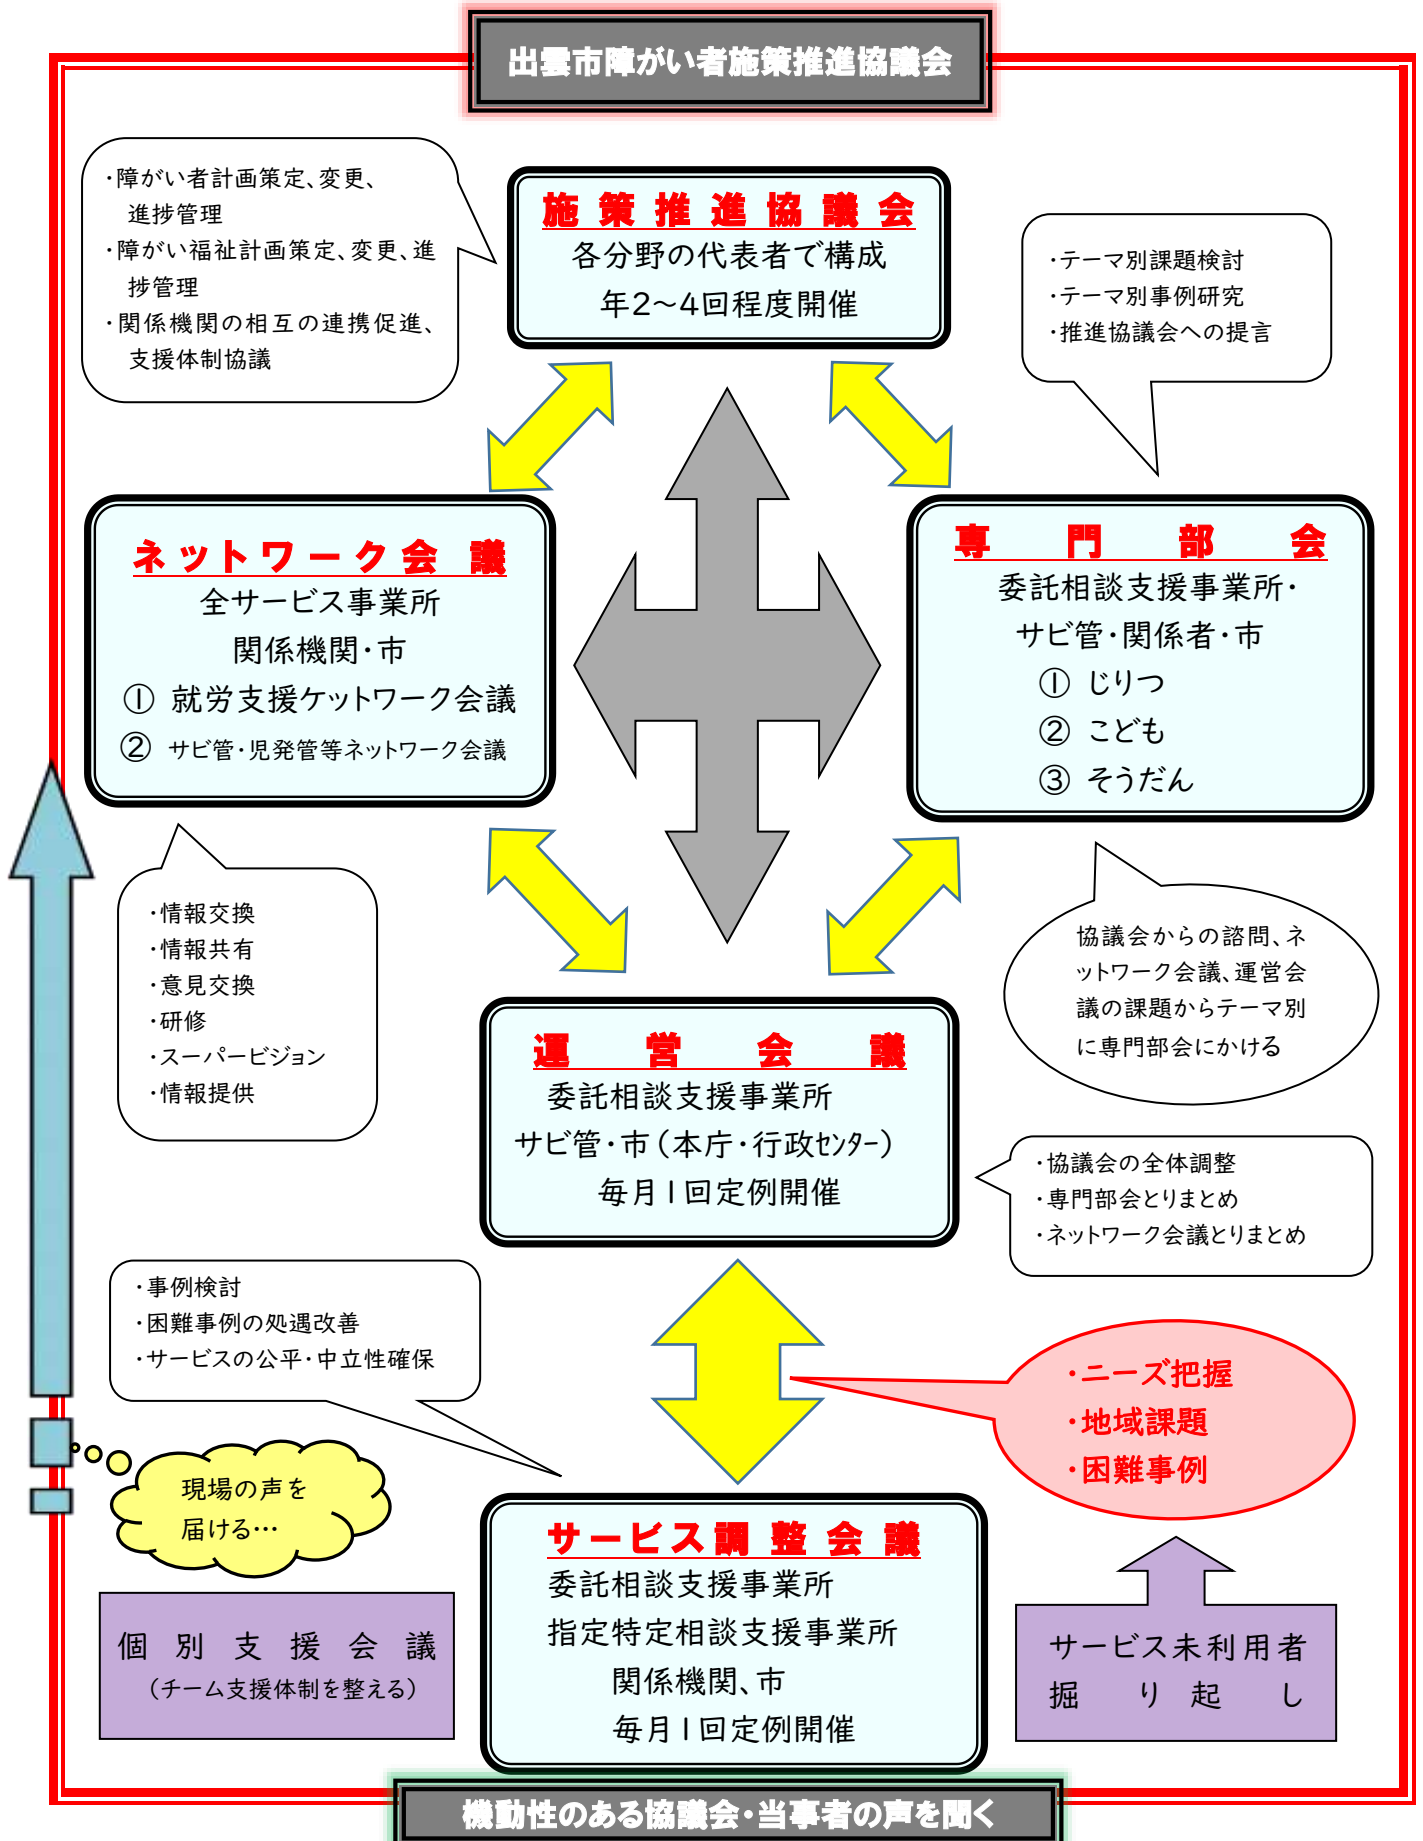 出雲市障がい者施策推進協議会
・障がい者計画策定、変更、
進捗管理
・障がい福祉計画策定、変更、進
捗管理
・関係機関の相互の連携促進、
支援体制協議
施策推進協議会
各分野の代表者で構成
年2～4回程度開催
・テーマ別課題検討
・テーマ別事例研究
・推進協議会への提言
ネットワーク会議
全サービス事業所
関係機関・市
① 就労支援ケットワーク会議
② サビ管・児発管等ネットワーク会議
専門部会
委託相談支援事業所・
サビ管・関係者・市
① じりつ
② こども
③ そうだん
・情報交換
・情報共有
・意見交換
・研修
・スーパービジョン
・情報提供
協議会からの諮問、ネ
ットワーク会議、運営会
議の課題からテーマ別
に専門部会にかける
運営会議
委託相談支援事業所
サビ管・市（本庁・行政センター）
毎月1回定例開催
・協議会の全体調整
・専門部会とりまとめ
・ネットワーク会議とりまとめ
・事例検討
・困難事例の処遇改善
・サービスの公平・中立性確保
・ニーズ把握
・地域課題
・困難事例
現場の声を
届ける…
サービス調整会議
委託相談支援事業所
指定特定相談支援事業所
関係機関、市
毎月1回定例開催
個別支援会議
（チーム支援体制を整える）
サービス未利用者
掘り起し
機動性のある協議会・当事者の声を聞く